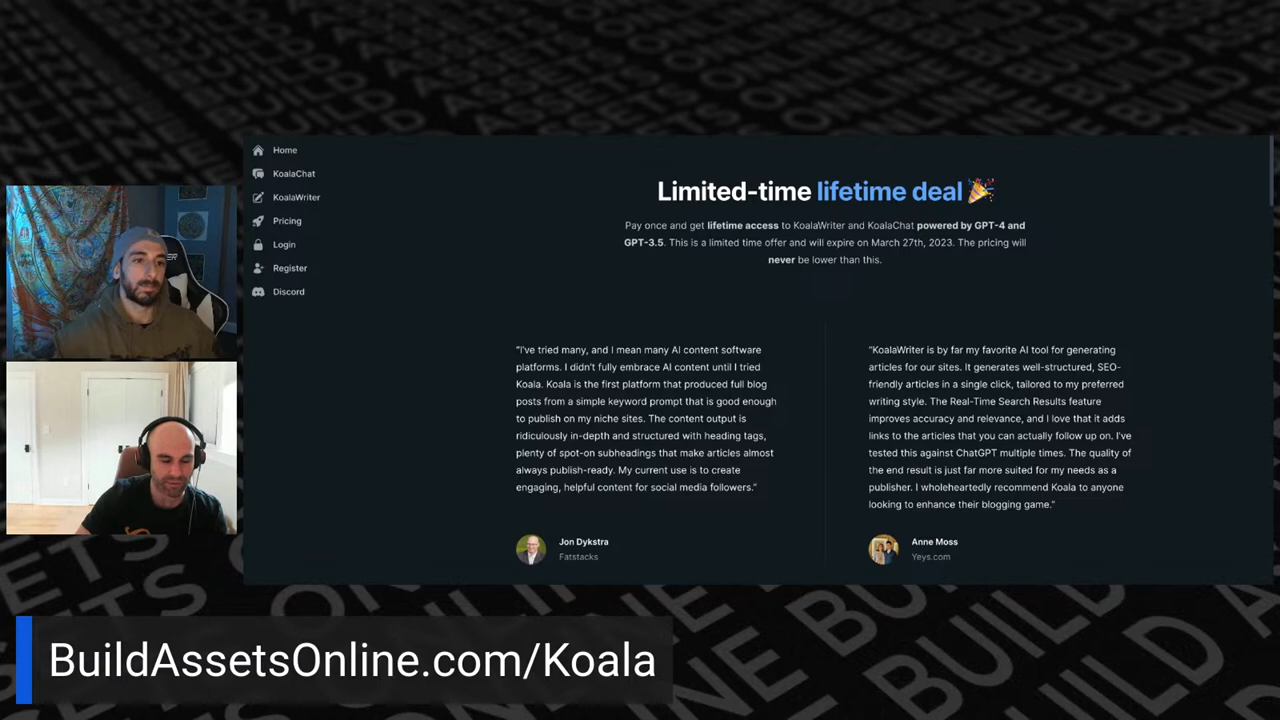 Home
KoalaChat
KoalaWriter
Pricing
Login
Register
Discord
Limited-time lifetime deal 🎉
Pay once and get lifetime access to KoalaWriter and KoalaChat powered by GPT-4 and
GPT-3.5. This is a limited time offer and will expire on March 27th, 2023. The pricing will
never be lower than this.
“I've tried many, and I mean many AI content software
platforms. I didn't fully embrace AI content until I tried
Koala. Koala is the first platform that produced full blog
posts from a simple keyword prompt that is good enough
to publish on my niche sites. The content output is
ridiculously in-depth and structured with heading tags,
plenty of spot-on subheadings that make articles almost
always publish-ready. My current use is to create
engaging, helpful content for social media followers.”
Jon Dykstra
Fatstacks
“KoalaWriter is by far my favorite AI tool for generating
articles for our sites. It generates well-structured, SEO-
friendly articles in a single click, tailored to my preferred
writing style. The Real-Time Search Results feature
improves accuracy and relevance, and I love that it adds
links to the articles that you can actually follow up on. I've
tested this against ChatGPT multiple times. The quality of
the end result is just far more suited for my needs as a
publisher. I wholeheartedly recommend Koala to anyone
looking to enhance their blogging game.”
Anne Moss
Yeys.com
BuildAssetsOnline.com/Koala